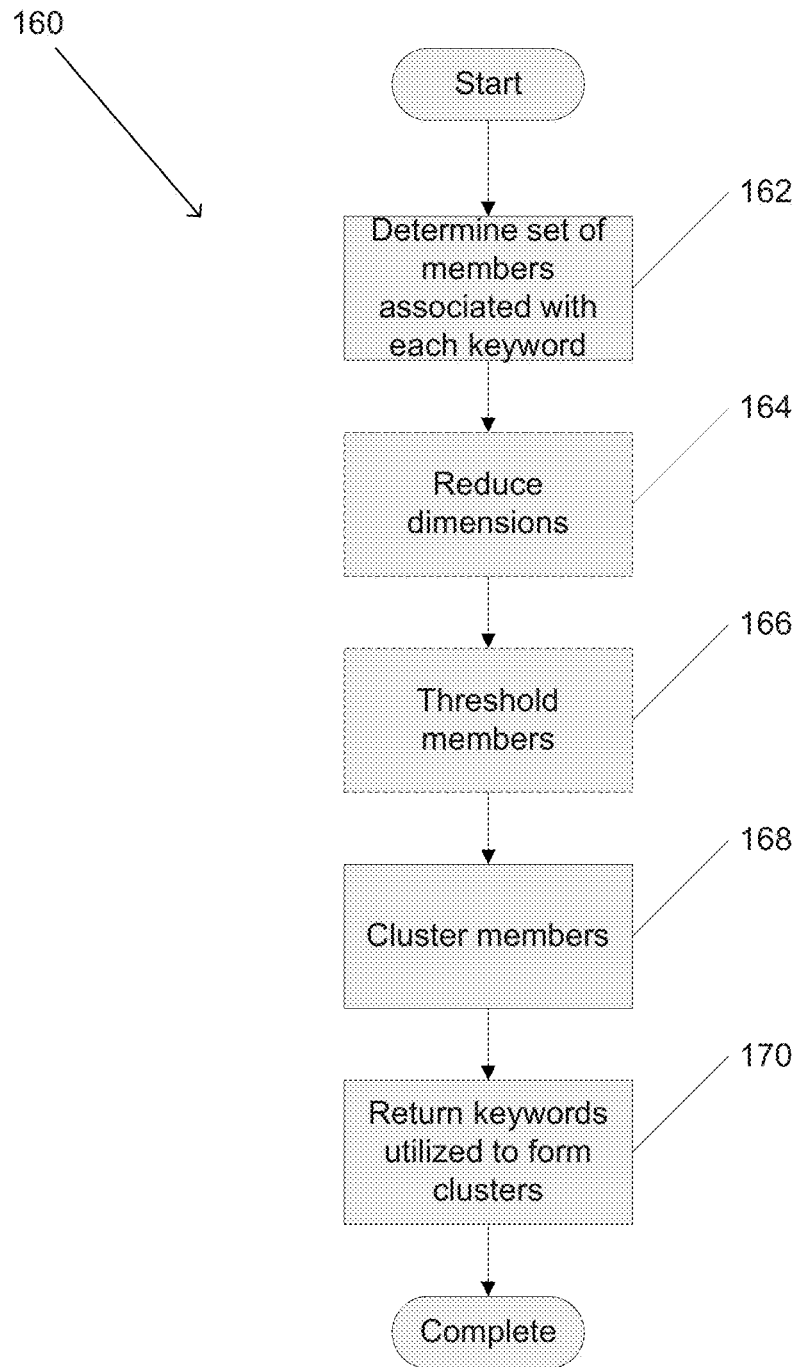 160
Start
162
Determine set of
members
associated with
each keyword
164
Reduce
dimensions
166
Threshold
members
168
Cluster members
170
Return keywords
utilized to form
clusters
Complete